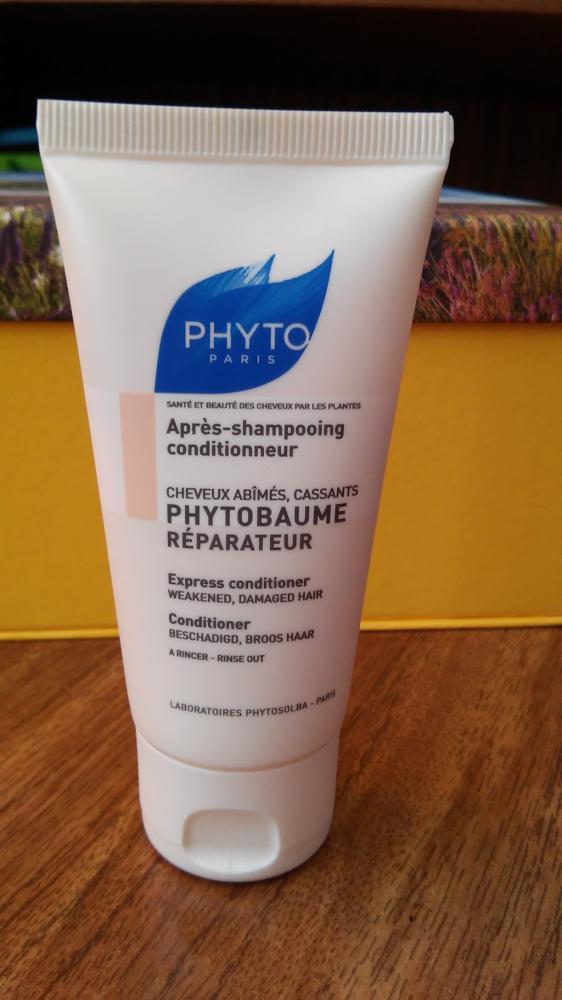 PHYTO
PARIS
SANTÉ ET BEAUTÉ DES CHEVEUX PAR LES PLANTES
Après-shampooing
conditionneur
CHEVEUX ABÎMÉS, CASSANTS
PHYTOBAUME
RÉPARATEUR
Express conditioner
WEAKENED, DAMAGED HAIR
Conditioner
BESCHADIGD, BROOS HAAR
A RINCER - RINSE OUT
LABORATOIRES PHYTOSOLBA - PARIS